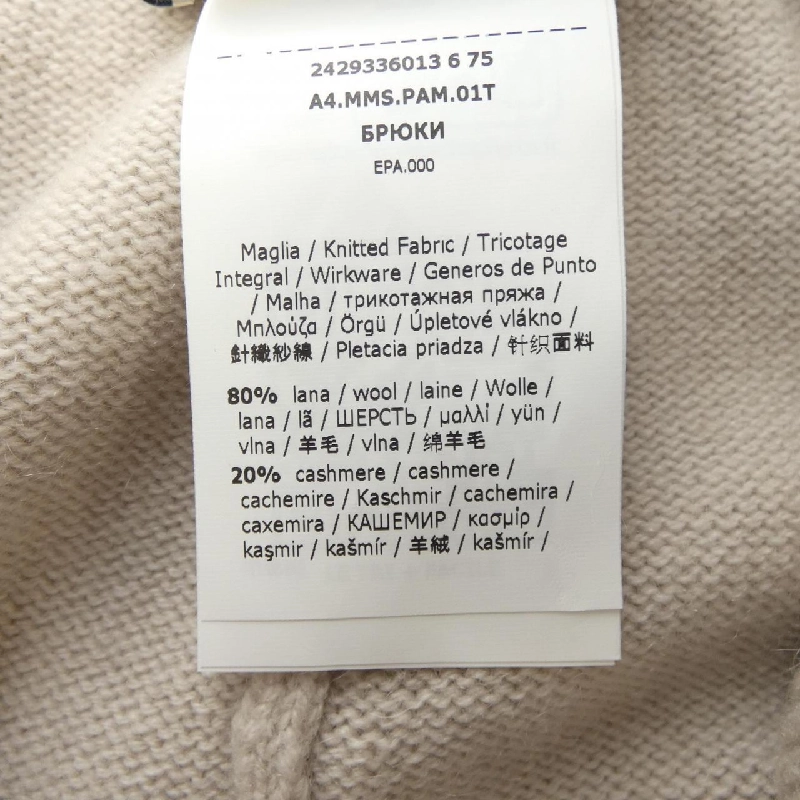 2429336013 6 75
A4.MMS.PAM.01T
БРЮКИ
EPA.000
Maglia / Knitted Fabric / Tricotage
Integral / Wirkware / Generos de Punto
/ Malha / трикотажная пряжа /
Μπλούζα / Örgü / Úpletové vlákno /
針織紗線 / Pletacia priadza / 针织面料
80% lana / wool / laine / Wolle /
lana / lã / ШЕРСТЬ / μαλλί / yün /
vlna / 羊毛 / vlna / 绵羊毛
20% cashmere / cashmere /
cachemire / Kaschmir / cachemira /
caxemira / КАШЕМИР / κασμίρ /
kaşmir / kašmír / 羊絨 / kašmír /